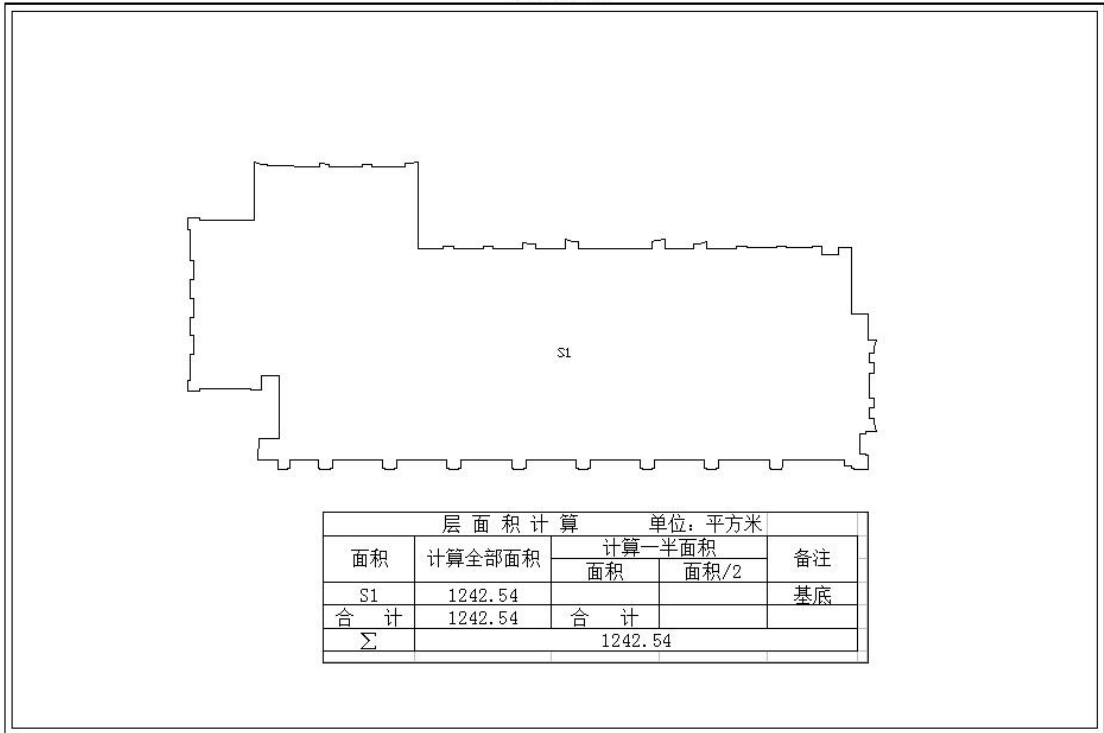 S1
层面积计算 单位：平方米
面积 计算全部面积 计算一半面积 备注
面积 面积/2
S1 1242.54 基底
合计 1242.54 合计
∑ 1242.54